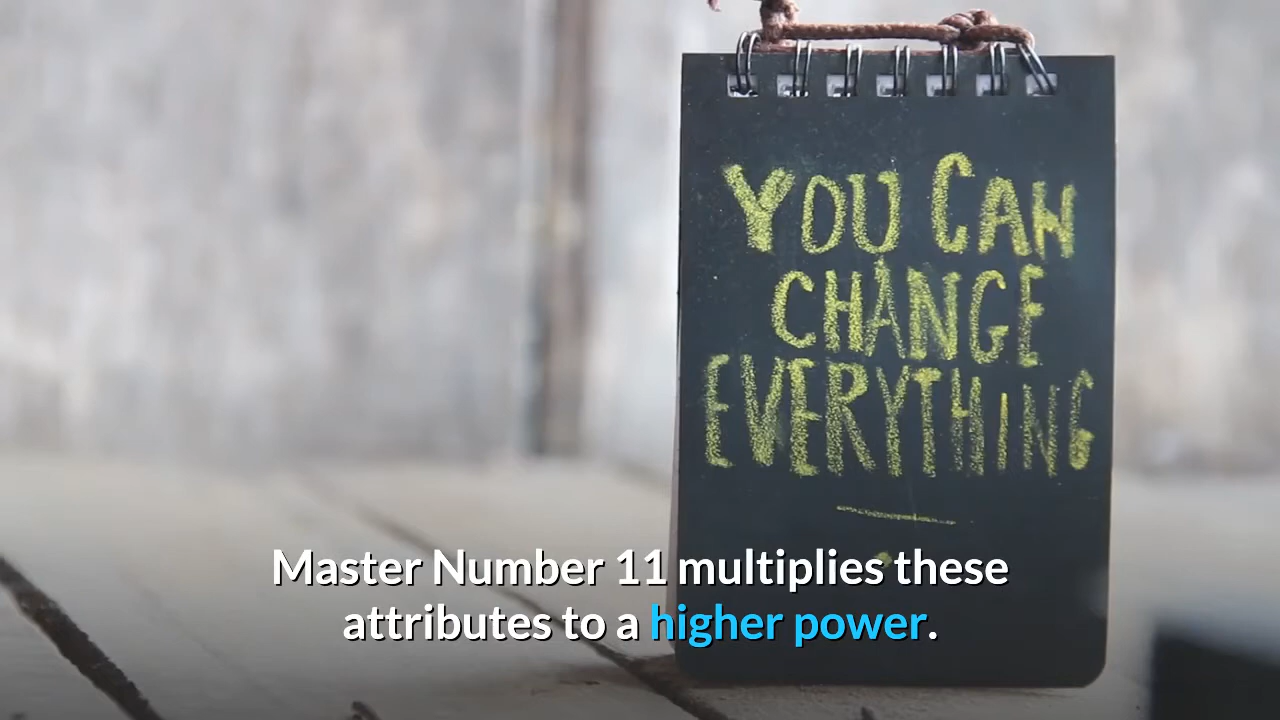 YOU CAN
CHANGE
EVERYTHING
Master Number 11 multiplies these
attributes to a higher power.